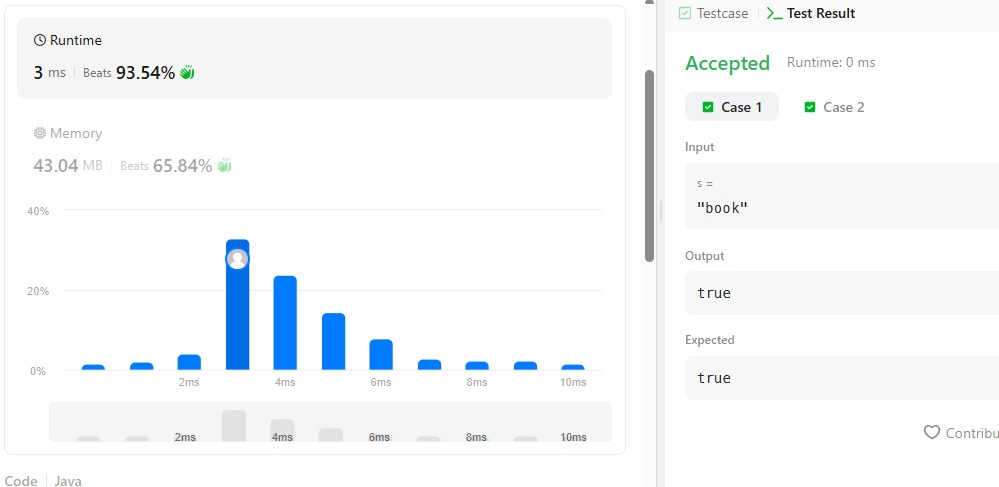 Runtime
3 ms Beats 93.54%
Memory
43.04 MB Beats 65.84%
40%
20%
0%
2ms 4ms 6ms 8ms 10ms
2ms 4ms 6ms 8ms 10ms
Code Java
Testcase Test Result
Accepted Runtime: 0 ms
Case 1 Case 2
Input
s =
"book"
Output
true
Expected
true
Contribu